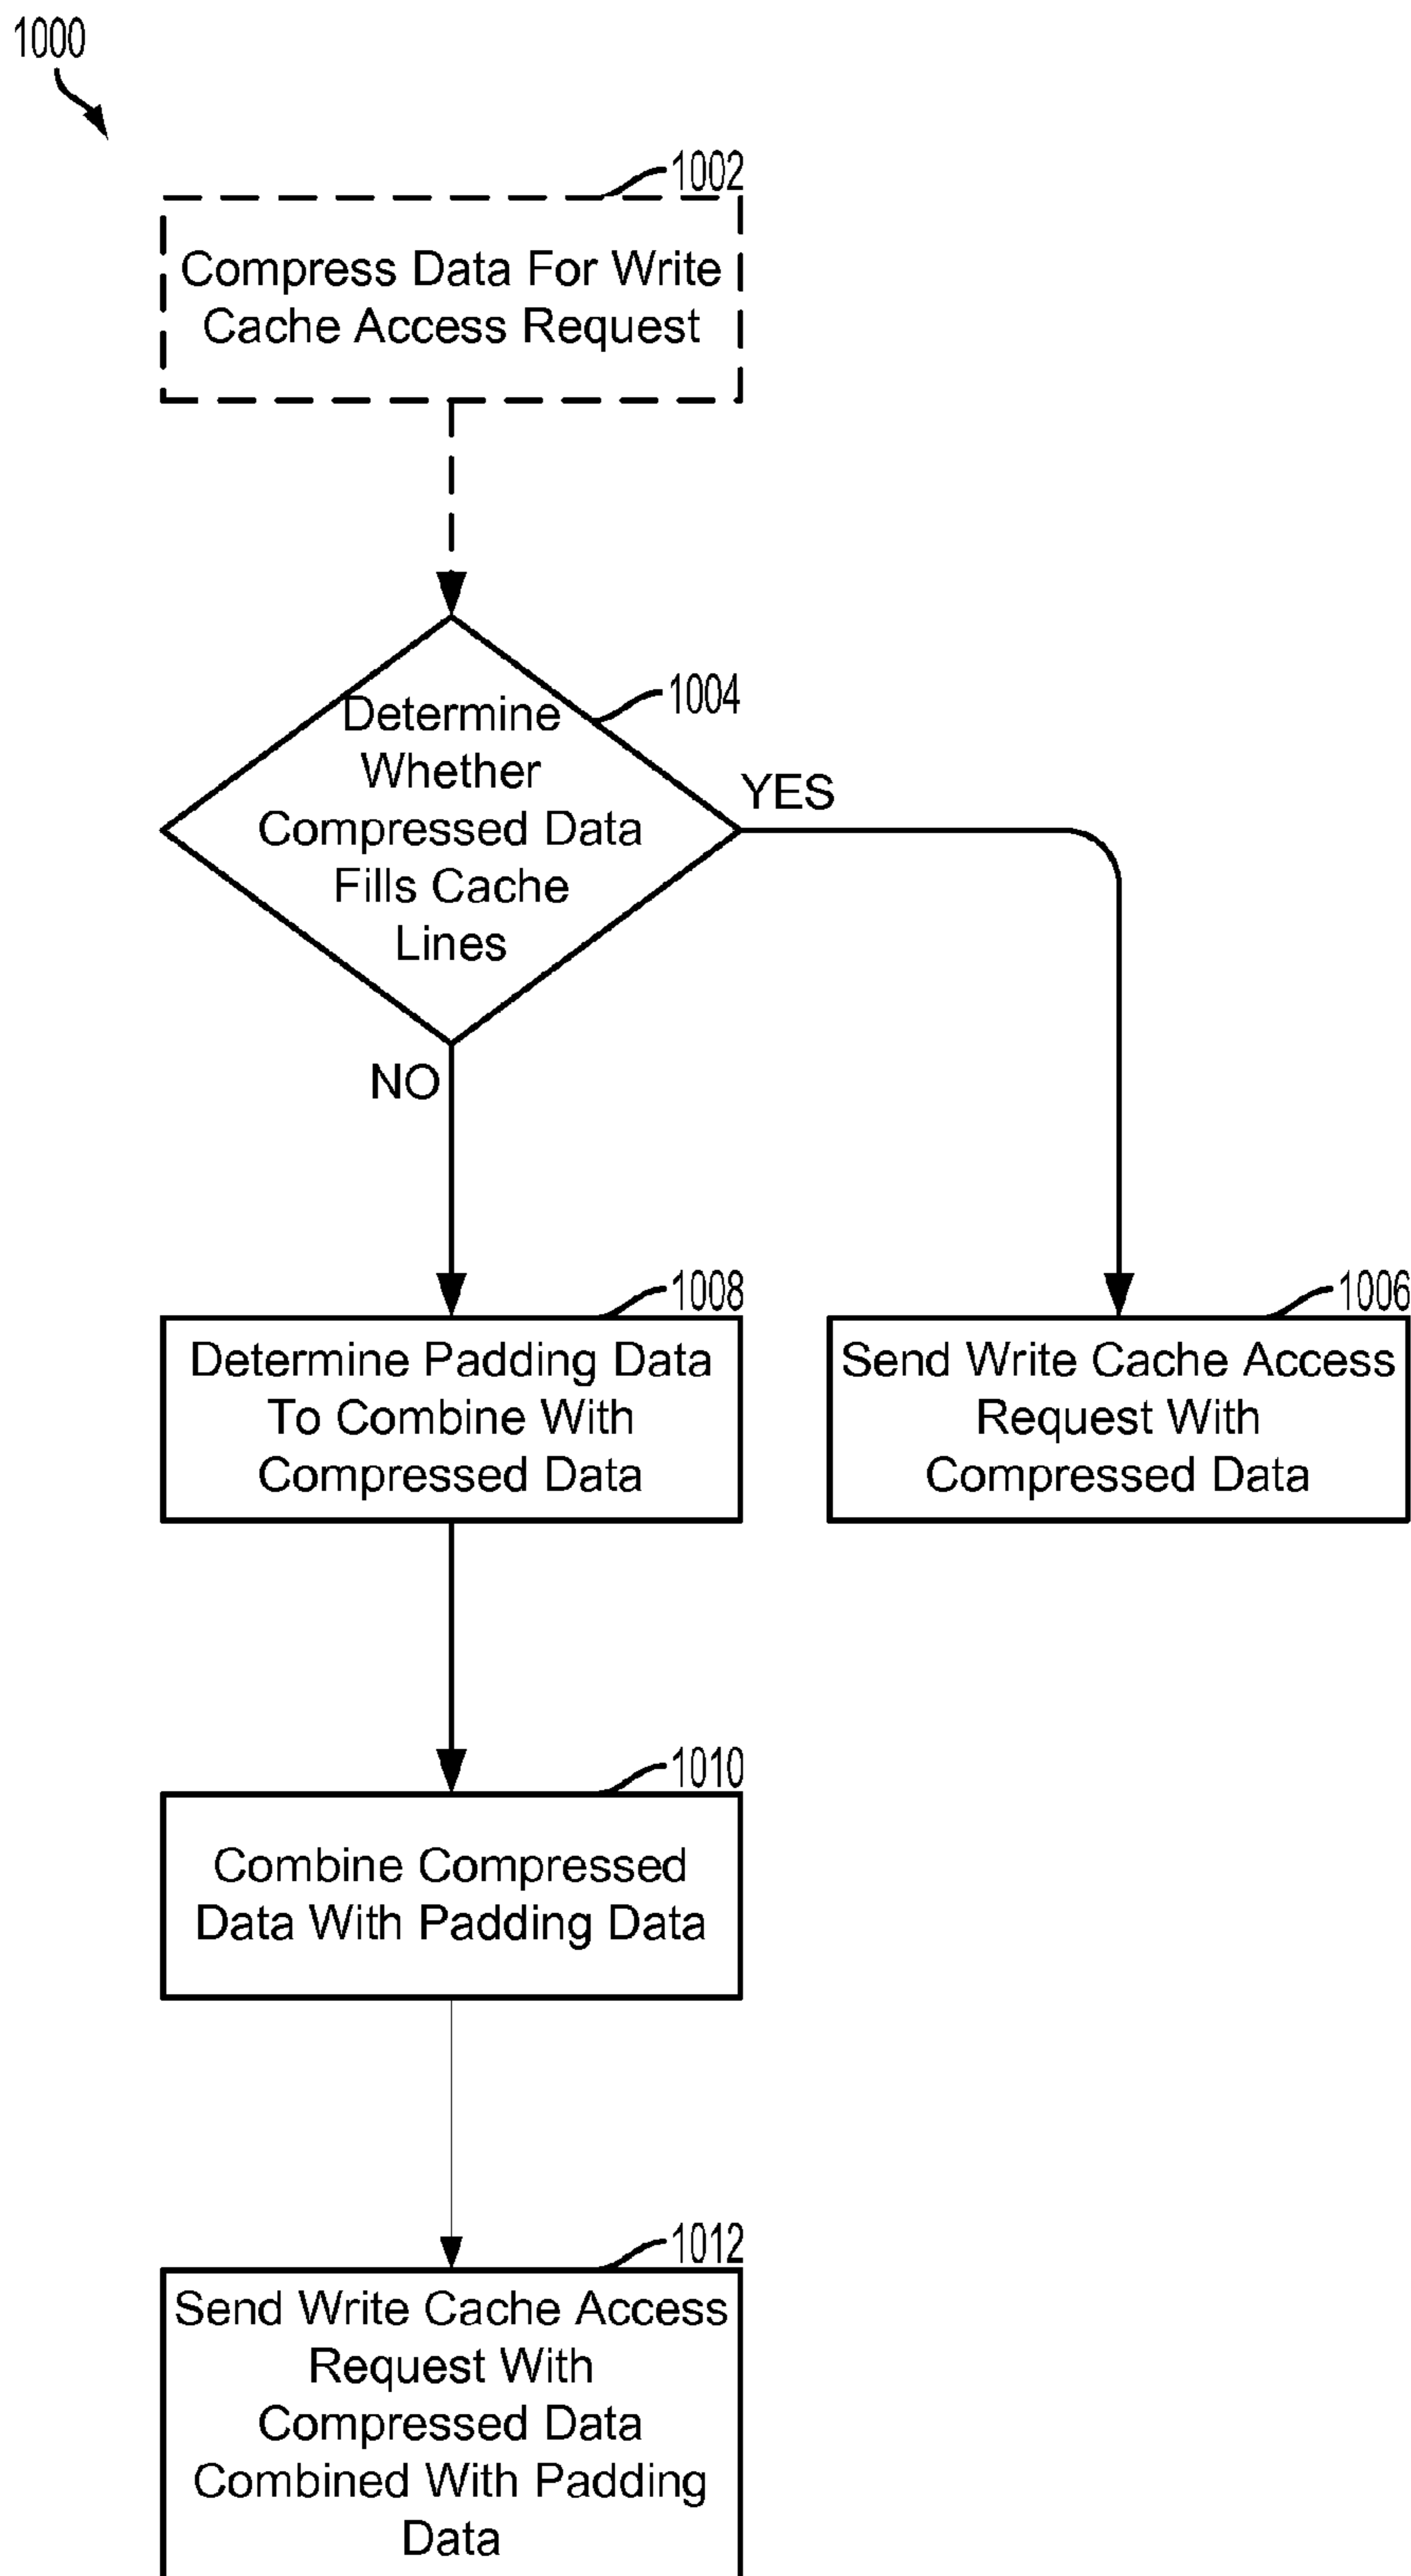 1000
1002
Compress Data For Write
Cache Access Request
1004
Determine
Whether
Compressed Data
Fills Cache
Lines
YES
NO
1008
Determine Padding Data
To Combine With
Compressed Data
1006
Send Write Cache Access
Request With
Compressed Data
1010
Combine Compressed
Data With Padding Data
1012
Send Write Cache Access
Request With
Compressed Data
Combined With Padding
Data